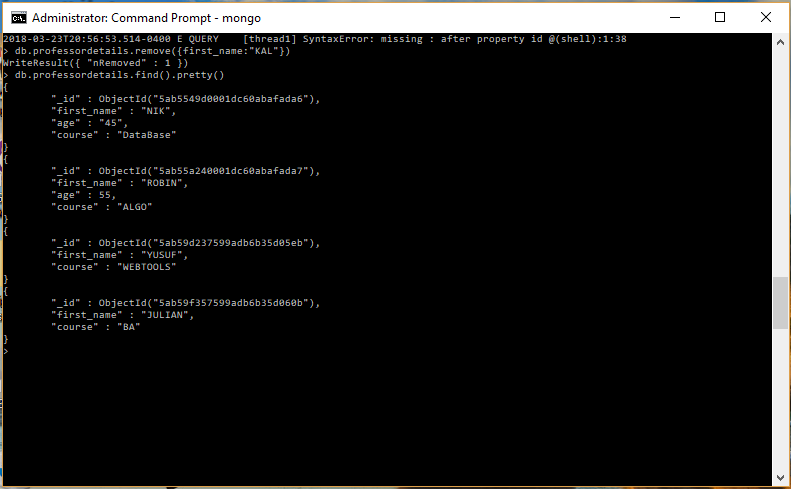 Administrator: Command Prompt - mongo
2018-03-23T20:56:53.514-0400 E QUERY    [thread1] SyntaxError: missing : after property id @(shell):1:38
> db.professordetails.remove({first_name:"KAL"})
WriteResult({ "nRemoved" : 1 })
> db.professordetails.find().pretty()
{
        "_id" : ObjectId("5ab5549d0001dc60abafada6"),
        "first_name" : "NIK",
        "age" : "45",
        "course" : "DataBase"
}
{
        "_id" : ObjectId("5ab55a240001dc60abafada7"),
        "first_name" : "ROBIN",
        "age" : 55,
        "course" : "ALGO"
}
{
        "_id" : ObjectId("5ab59d237599adb6b35d05eb"),
        "first_name" : "YUSUF",
        "course" : "WEBTOOLS"
}
{
        "_id" : ObjectId("5ab59f357599adb6b35d060b"),
        "first_name" : "JULIAN",
        "course" : "BA"
}
>